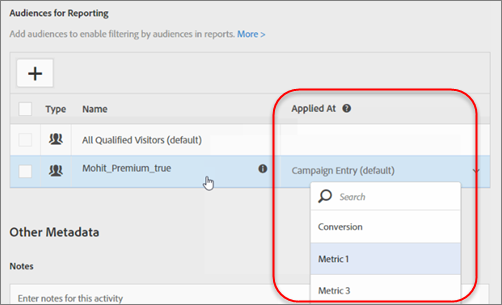 Audiences for Reporting
Add audiences to enable filtering by audiences in reports. More >
+
Type Name Applied At ?
All Qualified Visitors (default)
Mohit_Premium_true Campaign Entry (default)
Search
Conversion
Metric 1
Metric 3
Other Metadata
Notes
Enter notes for this activity